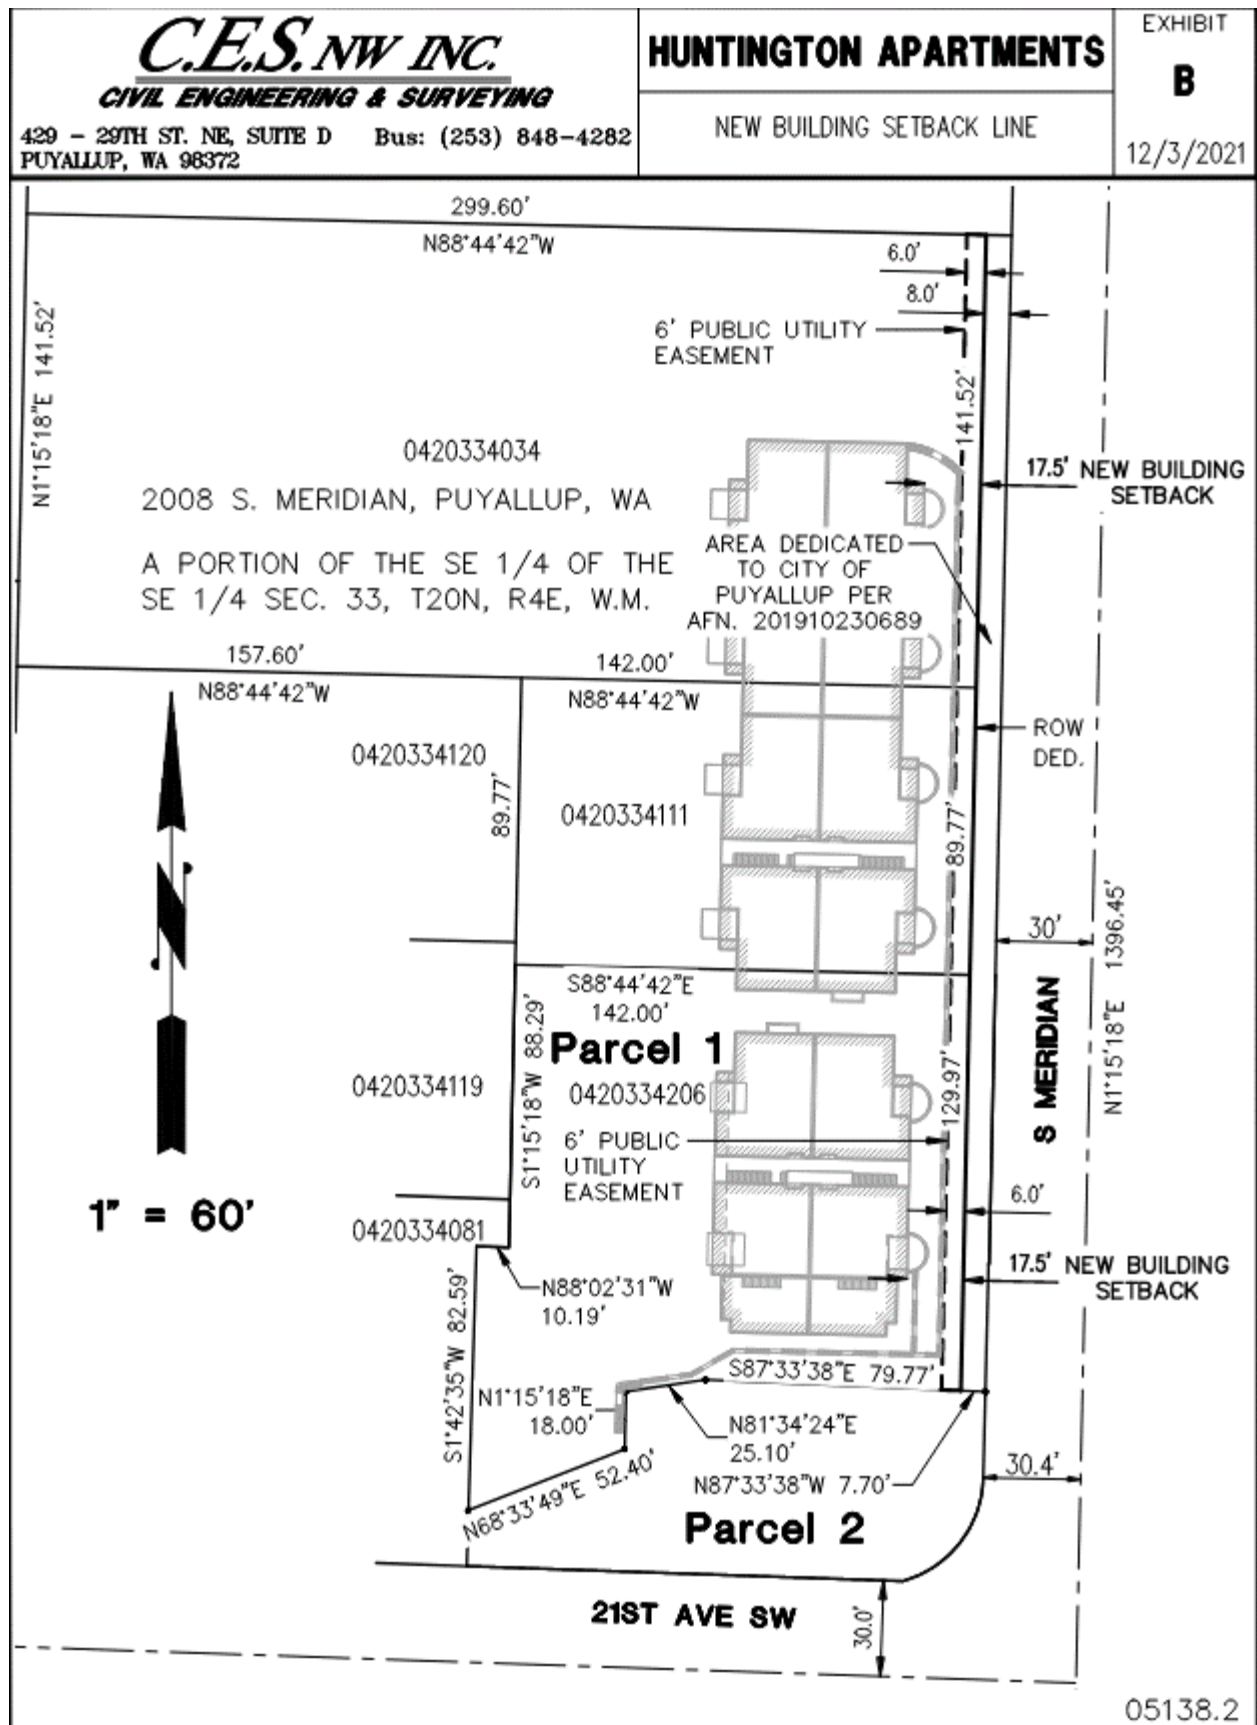 C.E.S. NW INC.
CIVIL ENGINEERING & SURVEYING
429 - 29TH ST. NE, SUITE D Bus: (253) 848-4282
PUYALLUP, WA 98372
HUNTINGTON APARTMENTS
NEW BUILDING SETBACK LINE
EXHIBIT
B
12/3/2021
299.60'
N88°44'42"W
6.0'
8.0'
6' PUBLIC UTILITY
EASEMENT
N1°15'18"E 141.52'
141.52'
0420334034
2008 S. MERIDIAN, PUYALLUP, WA
A PORTION OF THE SE 1/4 OF THE
SE 1/4 SEC. 33, T20N, R4E, W.M.
17.5' NEW BUILDING
SETBACK
AREA DEDICATED
TO CITY OF
PUYALLUP PER
AFN. 201910230689
157.60'
N88°44'42"W
142.00'
N88°44'42"W
ROW
DED.
0420334120
89.77'
0420334111
89.77'
30'
N1°15'18"E 1396.45'
S MERIDIAN
S88°44'42"E
142.00'
Parcel 1
S1°15'18"W 88.29'
0420334119
0420334206
129.97'
6' PUBLIC
UTILITY
EASEMENT
1" = 60'
6.0'
0420334081
N88°02'31"W
10.19'
17.5' NEW BUILDING
SETBACK
S1°42'35"W 82.59'
S87°33'38"E 79.77'
N1°15'18"E
18.00'
N81°34'24"E
25.10'
N68°33'49"E 52.40'
N87°33'38"W 7.70'
30.4'
Parcel 2
21ST AVE SW
30.0'
05138.2